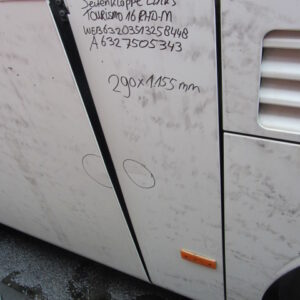 Seitenklappe Links
TOURISMO 16 RHD-M
WEB63203513258448
A6327505343
290x1155mm